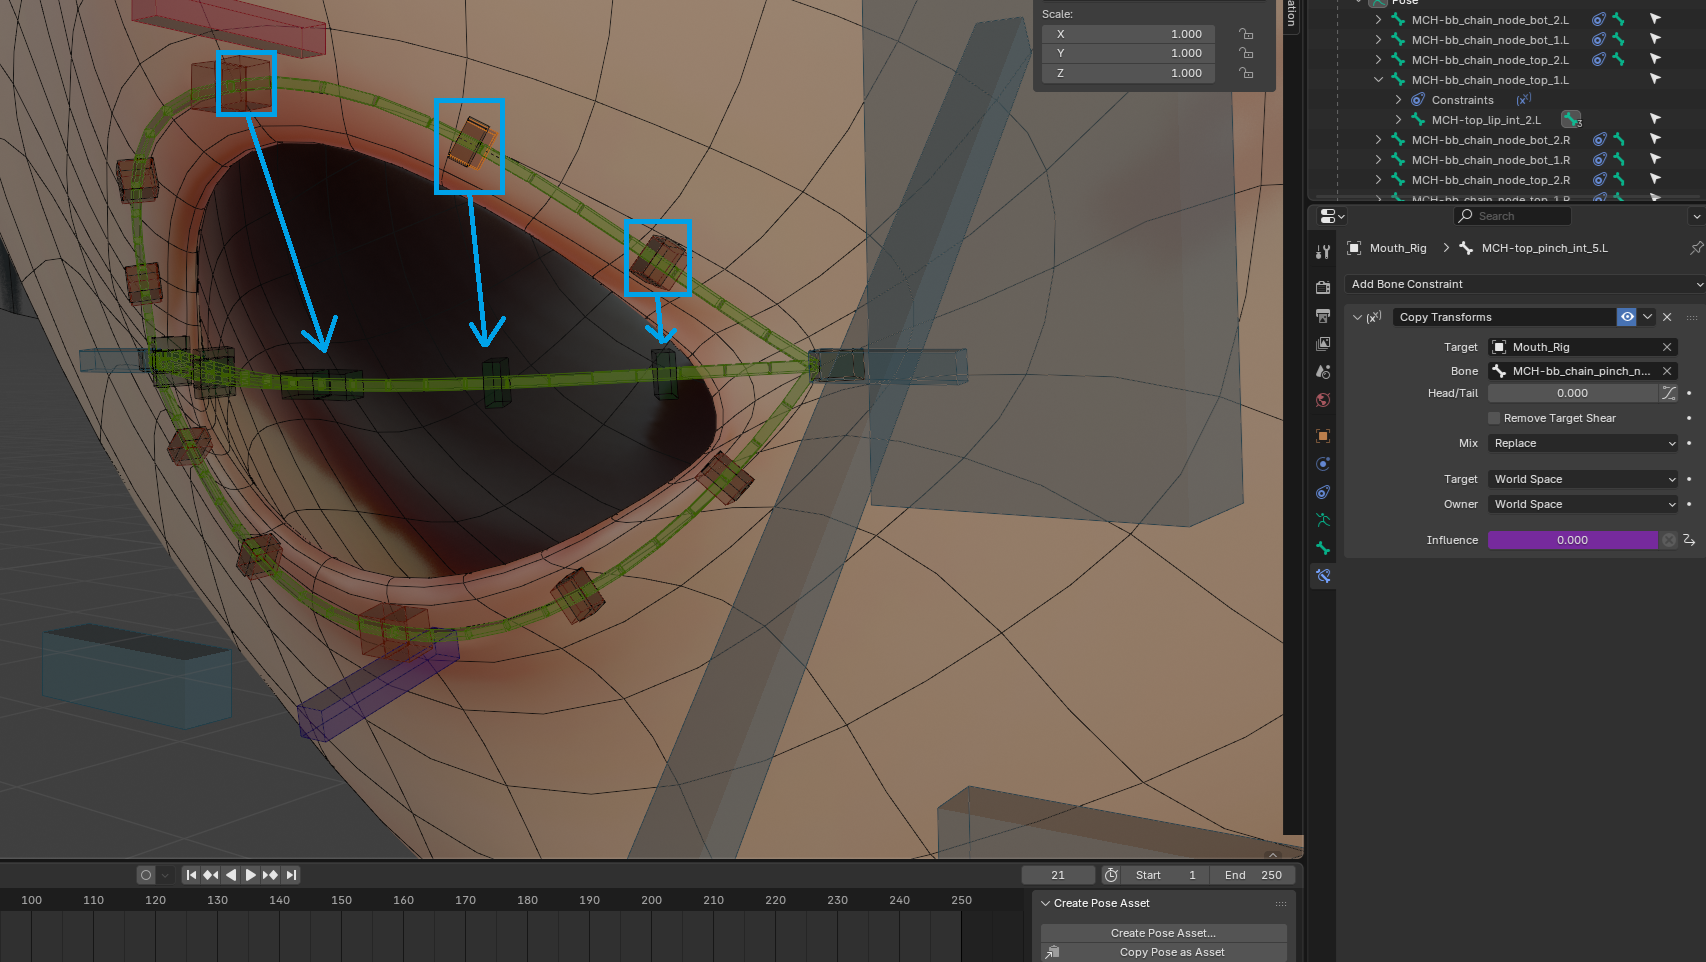 Scale:
X 1.000
Y 1.000
Z 1.000
Pose
MCH-bb_chain_node_bot_2.L
MCH-bb_chain_node_bot_1.L
MCH-bb_chain_node_top_2.L
MCH-bb_chain_node_top_1.L
Constraints
MCH-top_lip_int_2.L
3
MCH-bb_chain_node_bot_2.R
MCH-bb_chain_node_bot_1.R
MCH-bb_chain_node_top_2.R
MCH-bb_chain_node_top_1.R
Search
Mouth_Rig
MCH-top_pinch_int_5.L
Add Bone Constraint
Copy Transforms
Target Mouth_Rig
Bone MCH-bb_chain_pinch_n...
Head/Tail 0.000
Remove Target Shear
Mix Replace
Target World Space
Owner World Space
Influence 0.000
21
Start 1
End 250
100 110 120 130 140 150 160 170 180 190 200 210 220 230 240 250
Create Pose Asset
Create Pose Asset...
Copy Pose as Asset